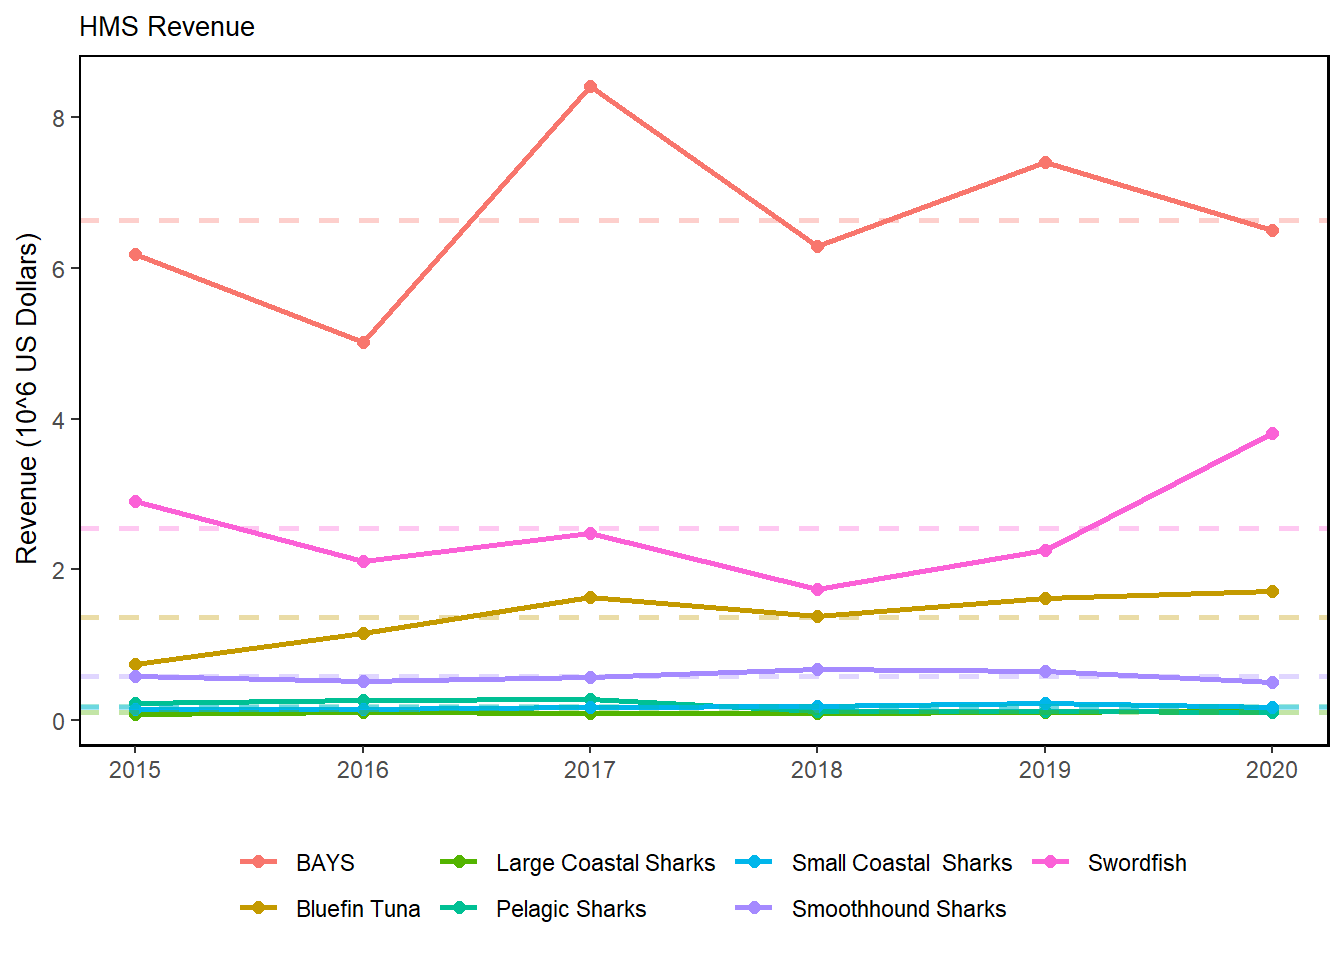 HMS Revenue
Revenue (10^6 US Dollars)
8
6
4
2
0
2015 2016 2017 2018 2019 2020
BAYS Large Coastal Sharks Small Coastal  Sharks Swordfish
Bluefin Tuna Pelagic Sharks Smoothhound Sharks